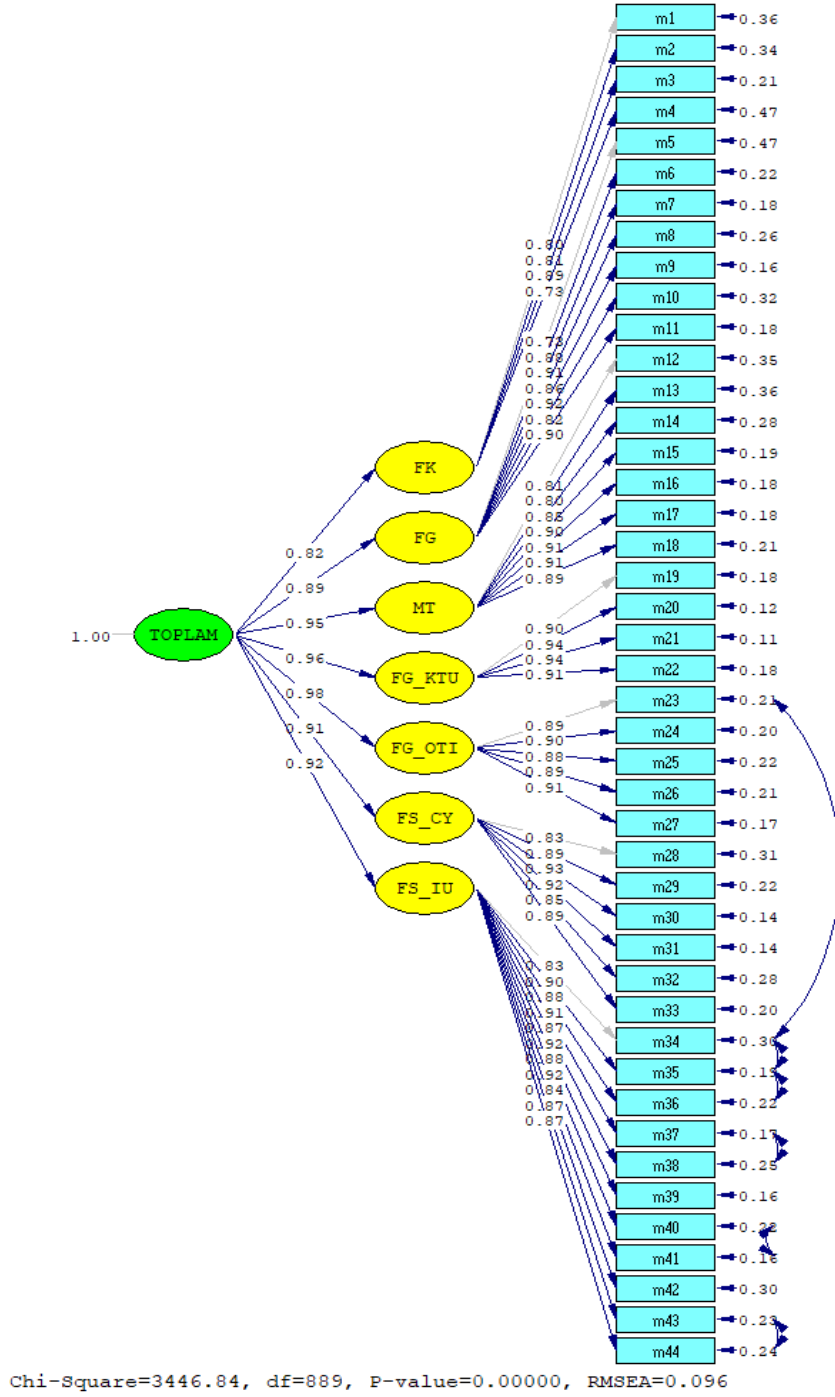 m1 0.36
m2 0.34
m3 0.21
m4 0.47
m5 0.47
m6 0.22
m7 0.18
m8 0.26
m9 0.16
m10 0.32
m11 0.18
m12 0.35
m13 0.36
m14 0.28
m15 0.19
m16 0.18
m17 0.18
m18 0.21
m19 0.18
m20 0.12
m21 0.11
m22 0.18
m23 0.21
m24 0.20
m25 0.22
m26 0.21
m27 0.17
m28 0.31
m29 0.22
m30 0.14
m31 0.14
m32 0.28
m33 0.20
m34 0.30
m35 0.19
m36 0.22
m37 0.17
m38 0.25
m39 0.16
m40 0.22
m41 0.16
m42 0.30
m43 0.23
m44 0.24
0.80
0.81
0.89
0.73
0.73
0.88
0.91
0.86
0.92
0.82
0.90
0.81
0.80
0.85
0.90
0.91
0.91
0.89
0.90
0.94
0.94
0.91
0.89
0.90
0.88
0.89
0.91
0.83
0.89
0.93
0.92
0.85
0.89
0.83
0.90
0.88
0.91
0.87
0.92
0.88
0.92
0.84
0.87
0.87
FK
FG
MT
FG_KTU
FG_OTI
FS_CY
FS_IU
0.82
0.89
0.95
0.96
0.98
0.91
0.92
1.00 TOPLAM
Chi-Square=3446.84, df=889, P-value=0.00000, RMSEA=0.096